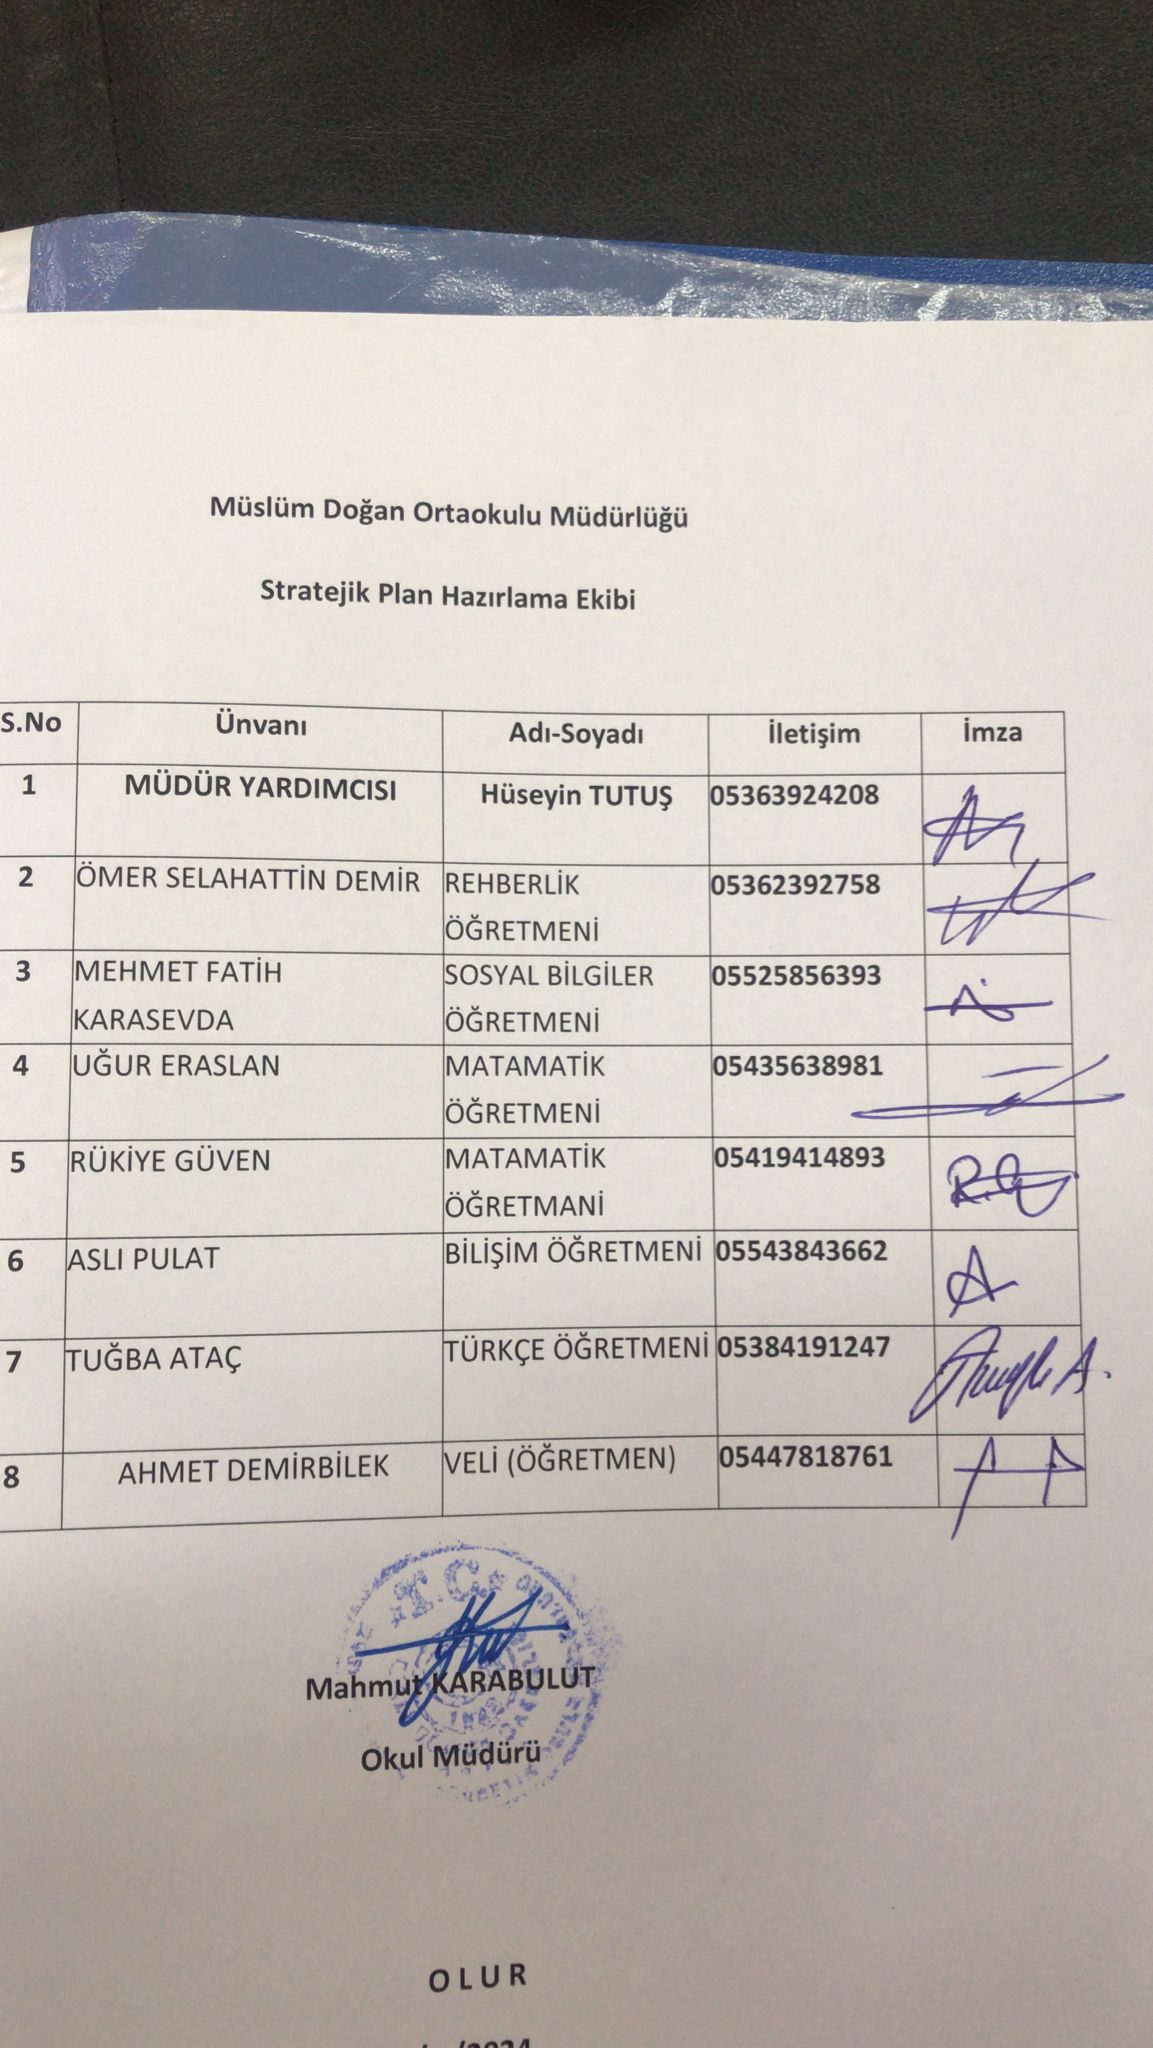 Müslüm Doğan Ortaokulu Müdürlüğü
Stratejik Plan Hazırlama Ekibi
S.No Ünvanı Adı-Soyadı İletişim İmza
1 MÜDÜR YARDIMCISI Hüseyin TUTUŞ 05363924208
2 ÖMER SELAHATTİN DEMİR REHBERLİK ÖĞRETMENİ 05362392758
3 MEHMET FATİH KARASEVDA SOSYAL BİLGİLER ÖĞRETMENİ 05525856393
4 UĞUR ERASLAN MATAMATİK ÖĞRETMENİ 05435638981
5 RÜKİYE GÜVEN MATAMATİK ÖĞRETMANİ 05419414893
6 ASLI PULAT BİLİŞİM ÖĞRETMENİ 05543843662
7 TUĞBA ATAÇ TÜRKÇE ÖĞRETMENİ 05384191247
8 AHMET DEMİRBİLEK VELİ (ÖĞRETMEN) 05447818761
T.C.
Mahmut KARABULUT
Okul Müdürü
O L U R
/2024